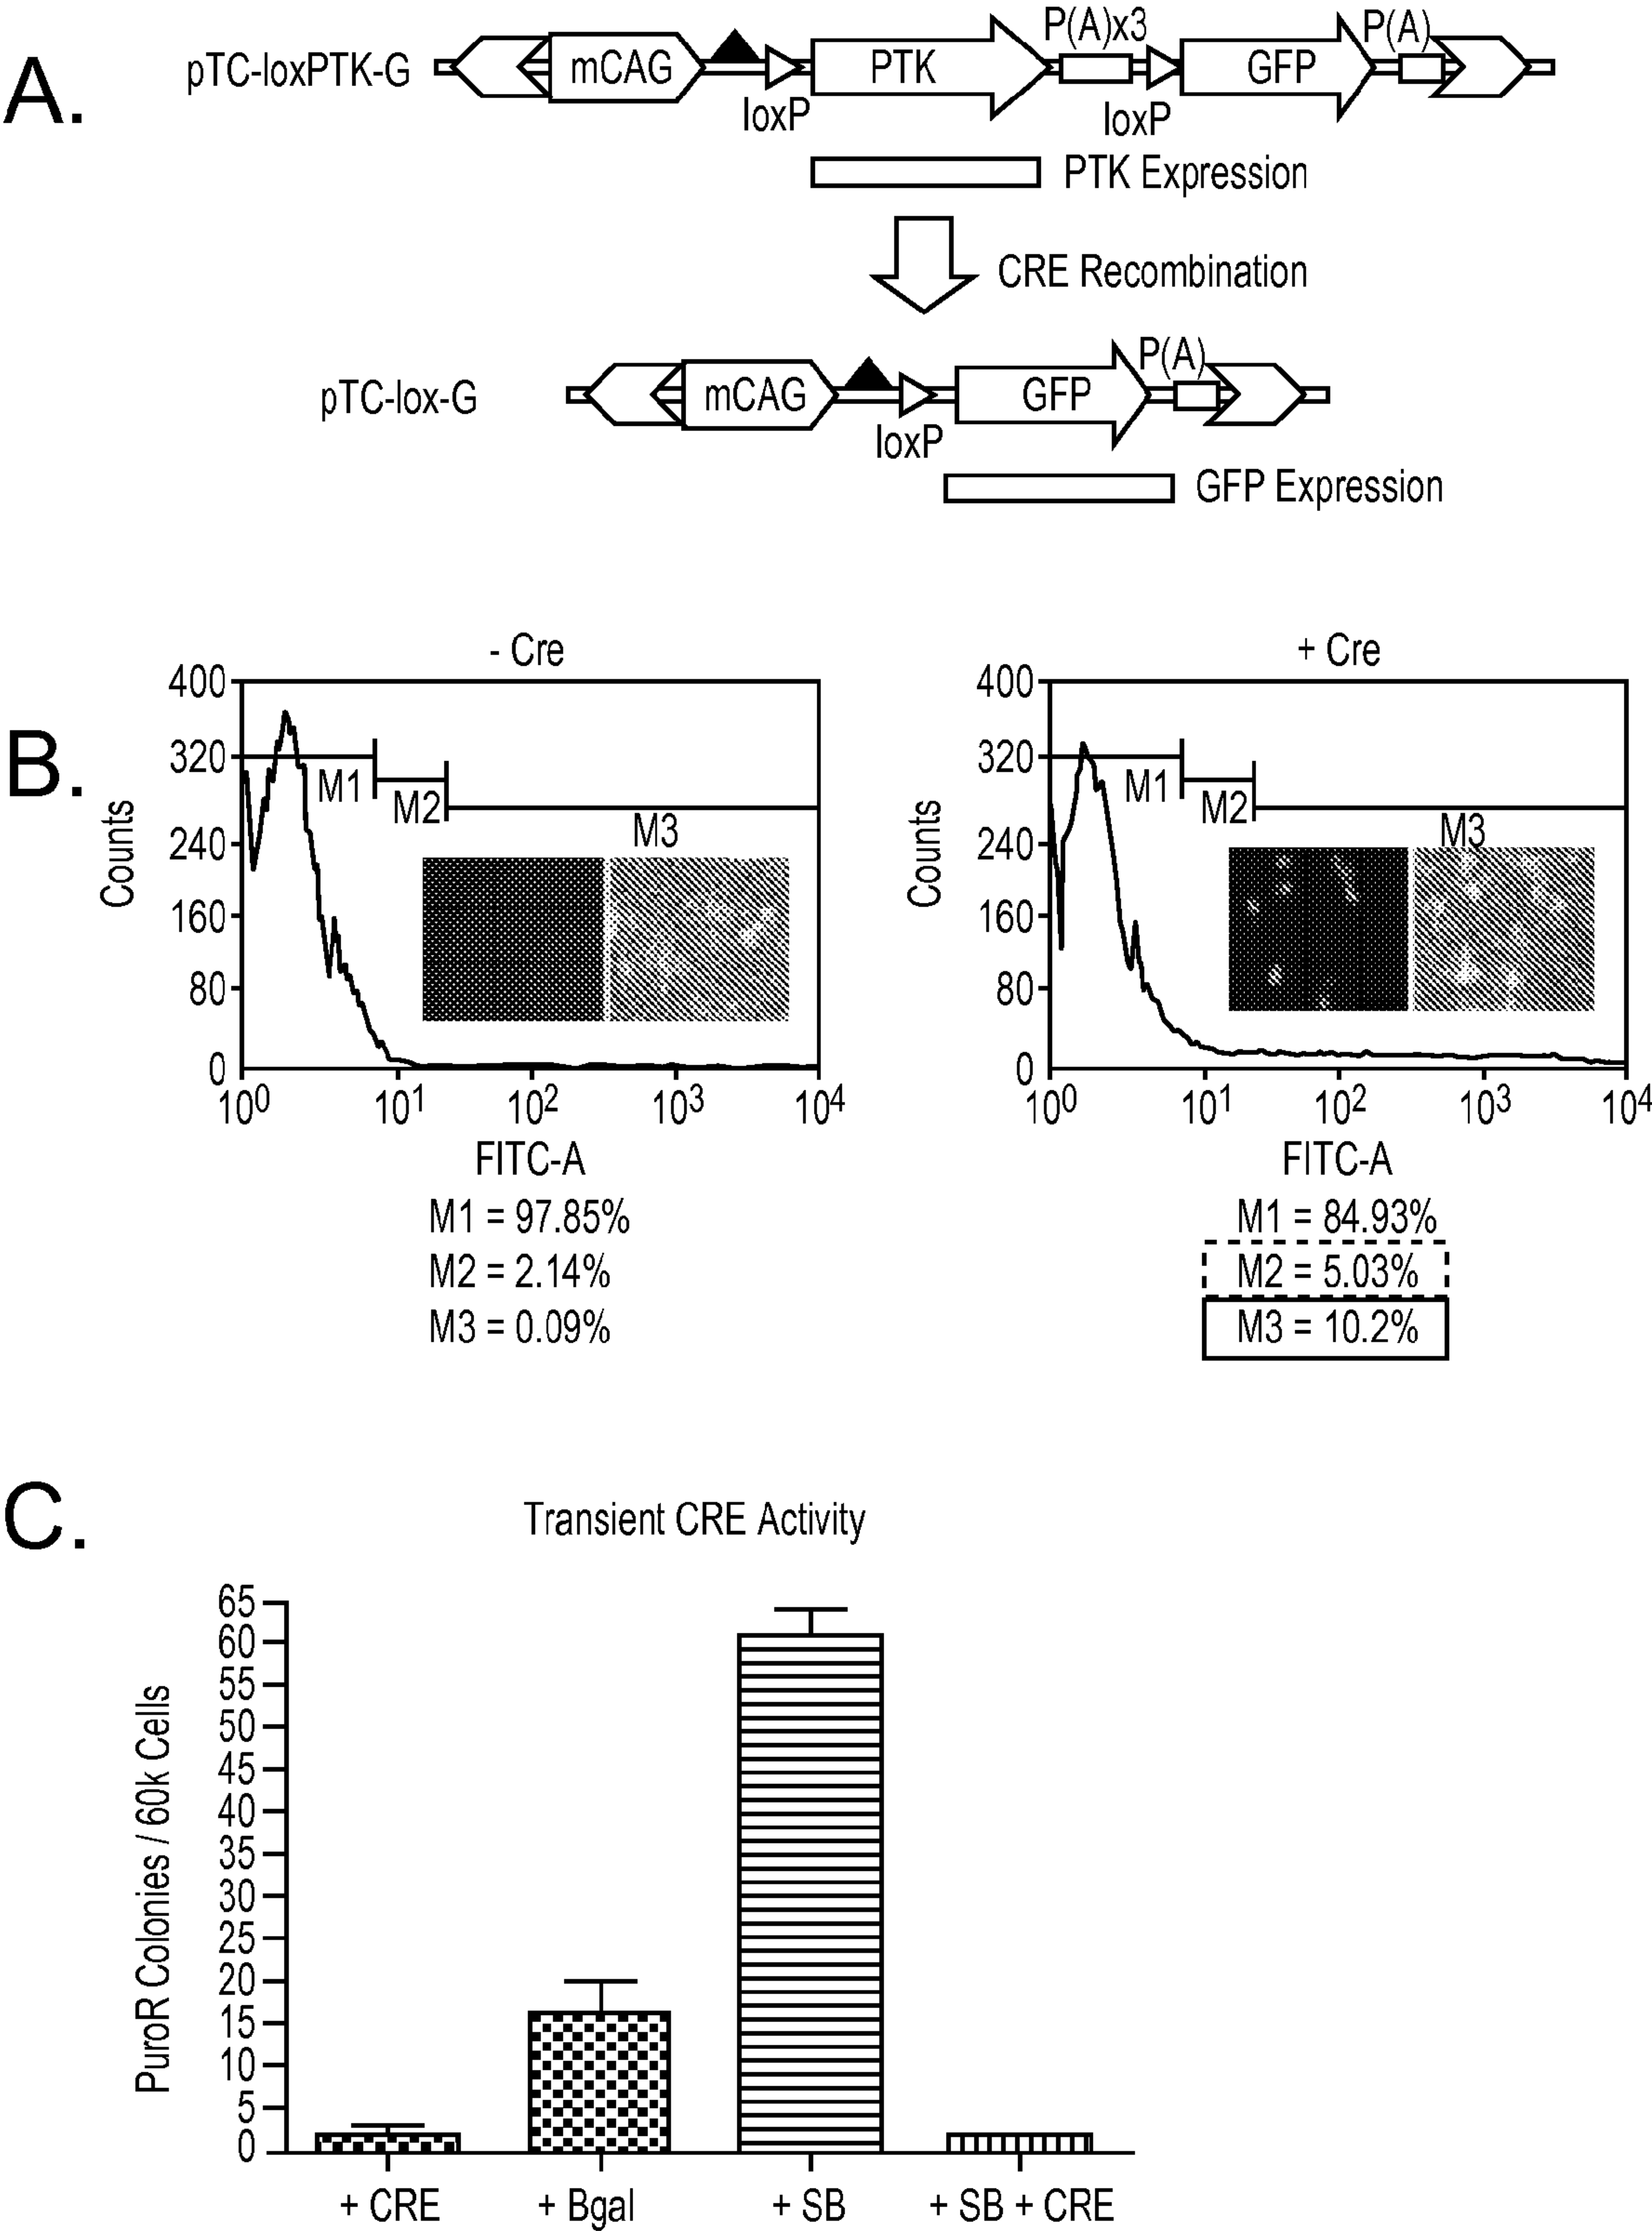 A.
pTC-loxPTK-G
mCAG
loxP
PTK
P(A)x3
loxP
GFP
P(A)
PTK Expression
CRE Recombination
pTC-lox-G
mCAG
loxP
GFP
P(A)
GFP Expression
B.
- Cre
400
320
240
160
80
0
Counts
M1
M2
M3
10⁰ 10¹ 10² 10³ 10⁴
FITC-A
M1 = 97.85%
M2 = 2.14%
M3 = 0.09%
+ Cre
400
320
240
160
80
0
Counts
M1
M2
M3
10⁰ 10¹ 10² 10³ 10⁴
FITC-A
M1 = 84.93%
M2 = 5.03%
M3 = 10.2%
C.
Transient CRE Activity
PuroR Colonies / 60k Cells
65
60
55
50
45
40
35
30
25
20
15
10
5
0
+ CRE
+ Bgal
+ SB
+ SB + CRE